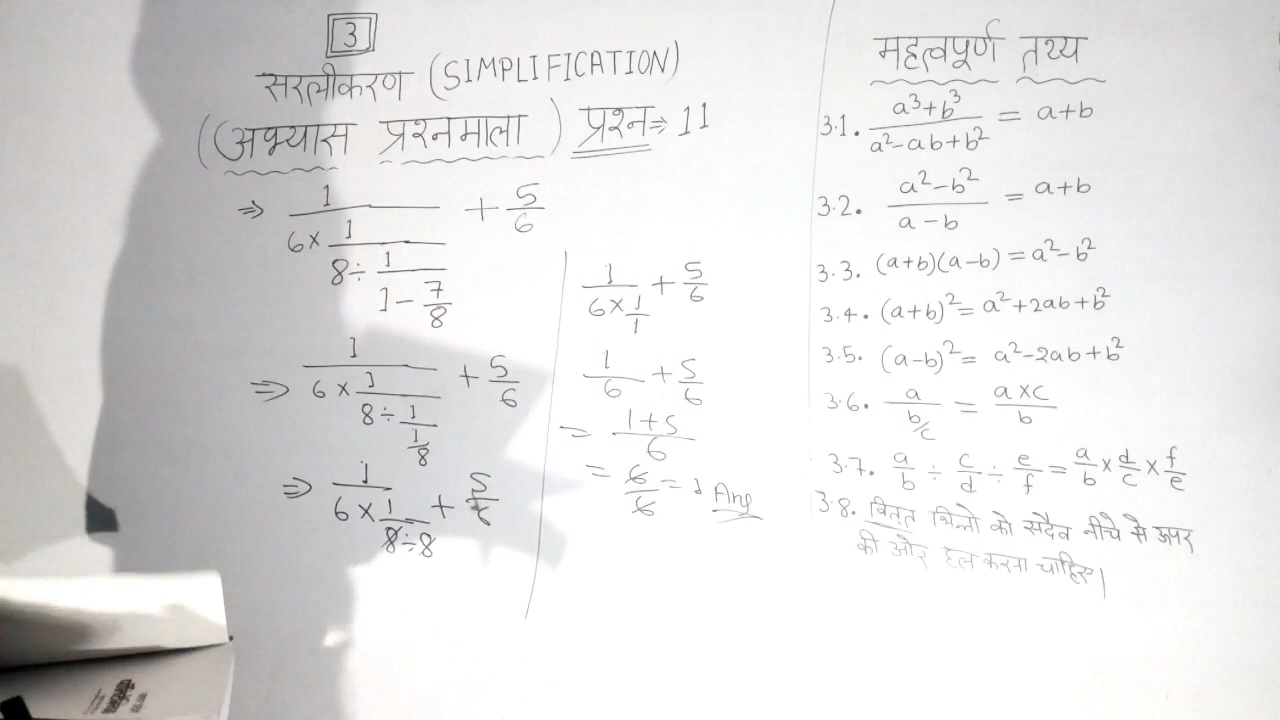 3
सरलीकरण (SIMPLIFICATION)
(अभ्यास प्रश्नमाला) प्रश्न⇒ 11
⇒ 1/(6×1/(8÷1/(1-7/8))) + 5/6
⇒ 1/(6×1/(8÷1/(1/8))) + 5/6
⇒ 1/(6×1/(8÷8)) + 5/6
1/(6×1/1) + 5/6
1/6 + 5/6
= (1+5)/6
= 6/6 = 1 Ans
महत्वपूर्ण तथ्य
3.1. (a³+b³)/(a²-ab+b²) = a+b
3.2. (a²-b²)/(a-b) = a+b
3.3. (a+b)(a-b) = a²-b²
3.4. (a+b)² = a²+2ab+b²
3.5. (a-b)² = a²-2ab+b²
3.6. a/(b/c) = (a×c)/b
3.7. a/b ÷ c/d ÷ e/f = a/b × d/c × f/e
3.8. वितत भिन्नो को सदैव नीचे से ऊपर
की ओर हल करना चाहिए।